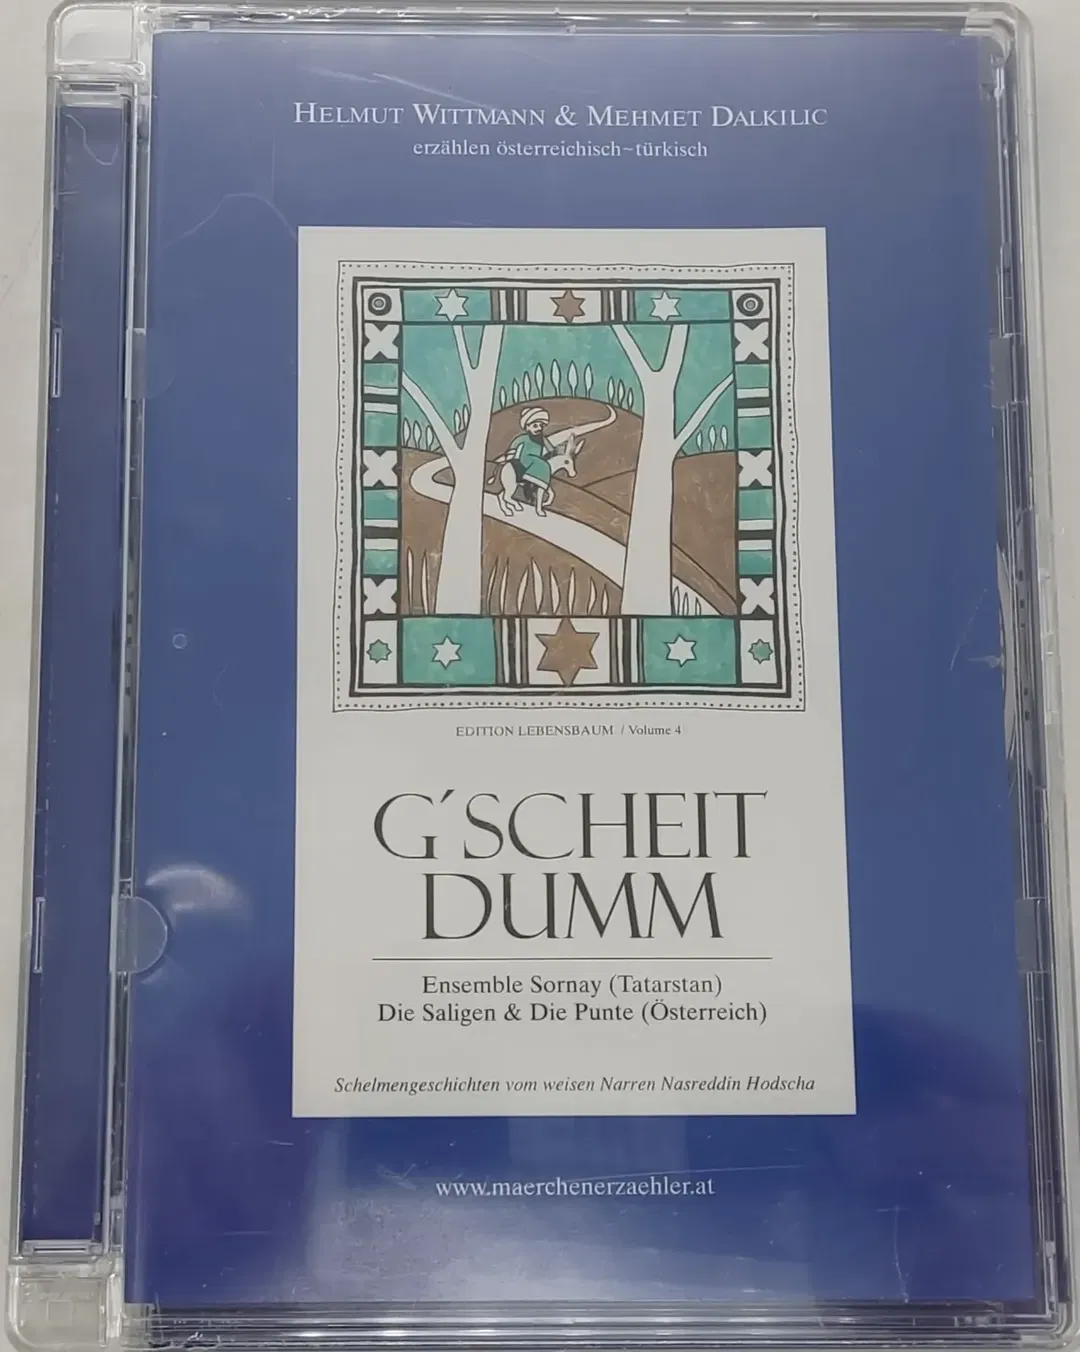 HELMUT WITTMANN & MEHMET DALKILIC
erzählen österreichisch~türkisch
EDITION LEBENSBAUM / Volume 4
G´SCHEIT
DUMM
Ensemble Sornay (Tatarstan)
Die Saligen & Die Punte (Österreich)
Schelmengeschichten vom weisen Narren Nasreddin Hodscha
www.maerchenerzaehler.at